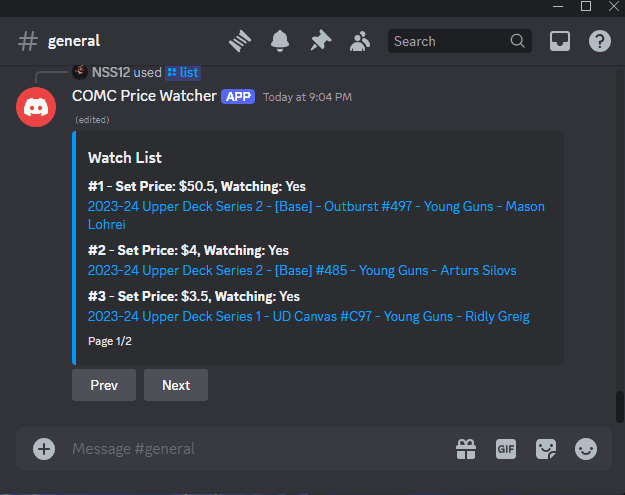 general
Search
NSS12 used list
COMC Price Watcher APP Today at 9:04 PM
(edited)
Watch List
#1 - Set Price: $50.5, Watching: Yes
2023-24 Upper Deck Series 2 - [Base] - Outburst #497 - Young Guns - Mason
Lohrei
#2 - Set Price: $4, Watching: Yes
2023-24 Upper Deck Series 2 - [Base] #485 - Young Guns - Arturs Silovs
#3 - Set Price: $3.5, Watching: Yes
2023-24 Upper Deck Series 1 - UD Canvas #C97 - Young Guns - Ridly Greig
Page 1/2
Prev Next
Message #general GIF